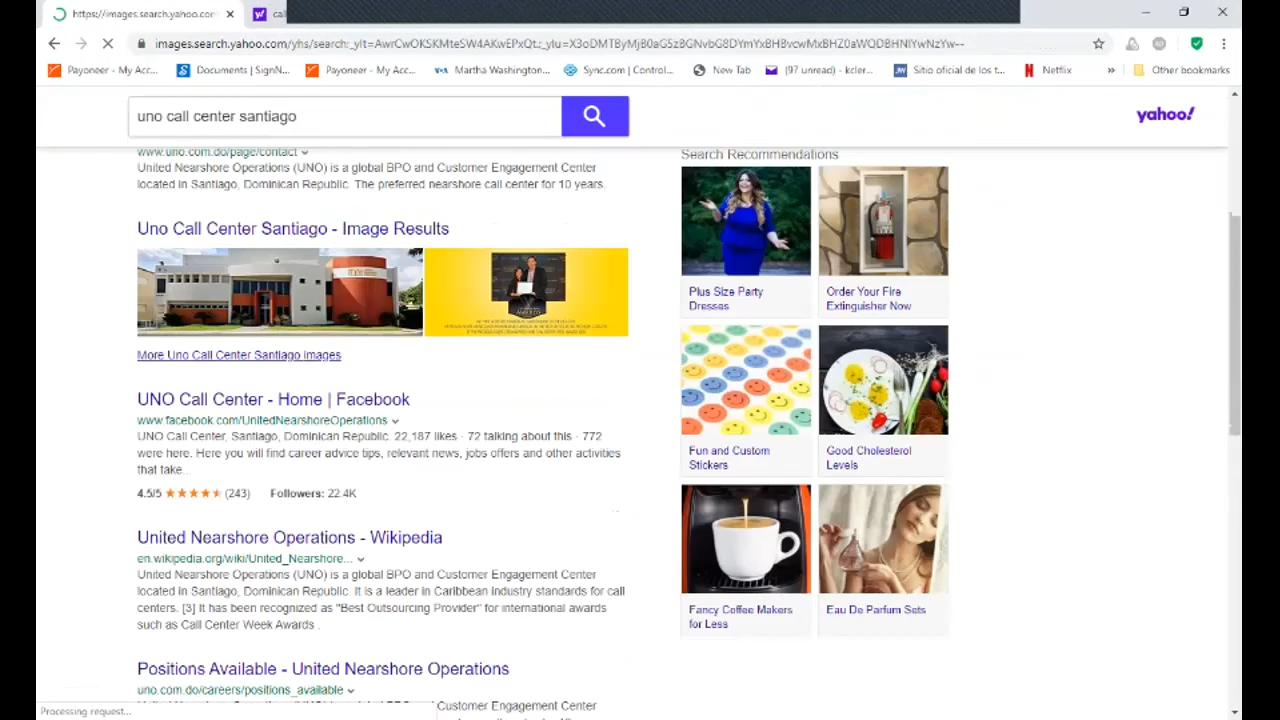 https://images.search.yahoo.com
cal
images.search.yahoo.com/yhs/search;_ylt=AwrCwOKSKMteSW4AKwEPxQt.;_ylu=X3oDMTByMjB0aG5zBGNvbG8DYmYxBHBvcwMxBHZ0aWQDBHNlYwNzYw--
Payoneer - My Acc...
Documents | SignN...
Payoneer - My Acc...
Martha Washington...
Sync.com | Control...
New Tab
(97 unread) - kcler...
Sitio oficial de los t...
Netflix
»
Other bookmarks
uno call center santiago
yahoo!
www.uno.com.do/page/contact
United Nearshore Operations (UNO) is a global BPO and Customer Engagement Center
located in Santiago, Dominican Republic. The preferred nearshore call center for 10 years.
Uno Call Center Santiago - Image Results
More Uno Call Center Santiago images
UNO Call Center - Home | Facebook
www.facebook.com/UnitedNearshoreOperations
UNO Call Center, Santiago, Dominican Republic. 22,187 likes · 72 talking about this · 772
were here. Here you will find career advice tips, relevant news, jobs offers and other activities
that take...
4.5/5 (243) Followers: 22.4K
United Nearshore Operations - Wikipedia
en.wikipedia.org/wiki/United_Nearshore...
United Nearshore Operations (UNO) is a global BPO and Customer Engagement Center
located in Santiago, Dominican Republic. It is a leader in Caribbean industry standards for call
centers. [3] It has been recognized as "Best Outsourcing Provider" for international awards
such as Call Center Week Awards .
Positions Available - United Nearshore Operations
uno.com.do/careers/positions_available
Engagement Center
Search Recommendations
Plus Size Party
Dresses
Order Your Fire
Extinguisher Now
Fun and Custom
Stickers
Good Cholesterol
Levels
Fancy Coffee Makers
for Less
Eau De Parfum Sets
Processing request...